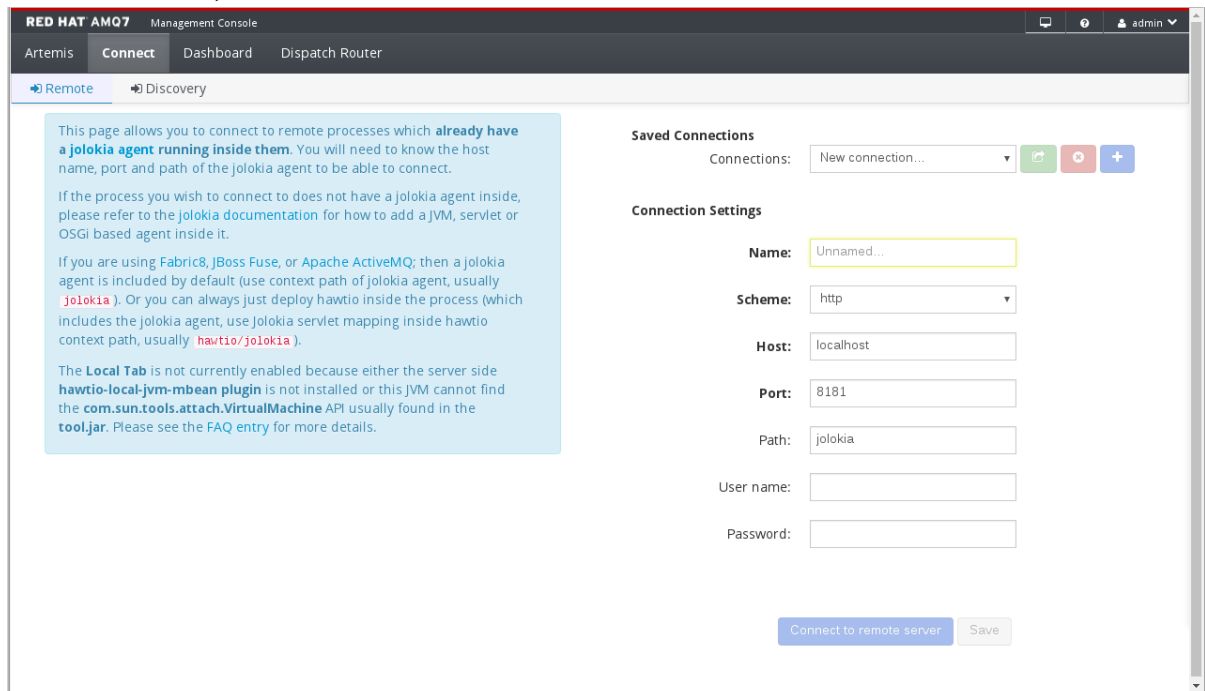 RED HAT AMQ7 Management Console
admin
Artemis Connect Dashboard Dispatch Router
Remote Discovery
This page allows you to connect to remote processes which already have
a jolokia agent running inside them. You will need to know the host
name, port and path of the jolokia agent to be able to connect.
If the process you wish to connect to does not have a jolokia agent inside,
please refer to the jolokia documentation for how to add a JVM, servlet or
OSGi based agent inside it.
If you are using Fabric8, JBoss Fuse, or Apache ActiveMQ; then a jolokia
agent is included by default (use context path of jolokia agent, usually
jolokia ). Or you can always just deploy hawtio inside the process (which
includes the jolokia agent, use Jolokia servlet mapping inside hawtio
context path, usually hawtio/jolokia ).
The Local Tab is not currently enabled because either the server side
hawtio-local-jvm-mbean plugin is not installed or this JVM cannot find
the com.sun.tools.attach.VirtualMachine API usually found in the
tool.jar. Please see the FAQ entry for more details.
Saved Connections
Connections: New connection...
Connection Settings
Name: Unnamed...
Scheme: http
Host: localhost
Port: 8181
Path: jolokia
User name:
Password:
Connect to remote server Save